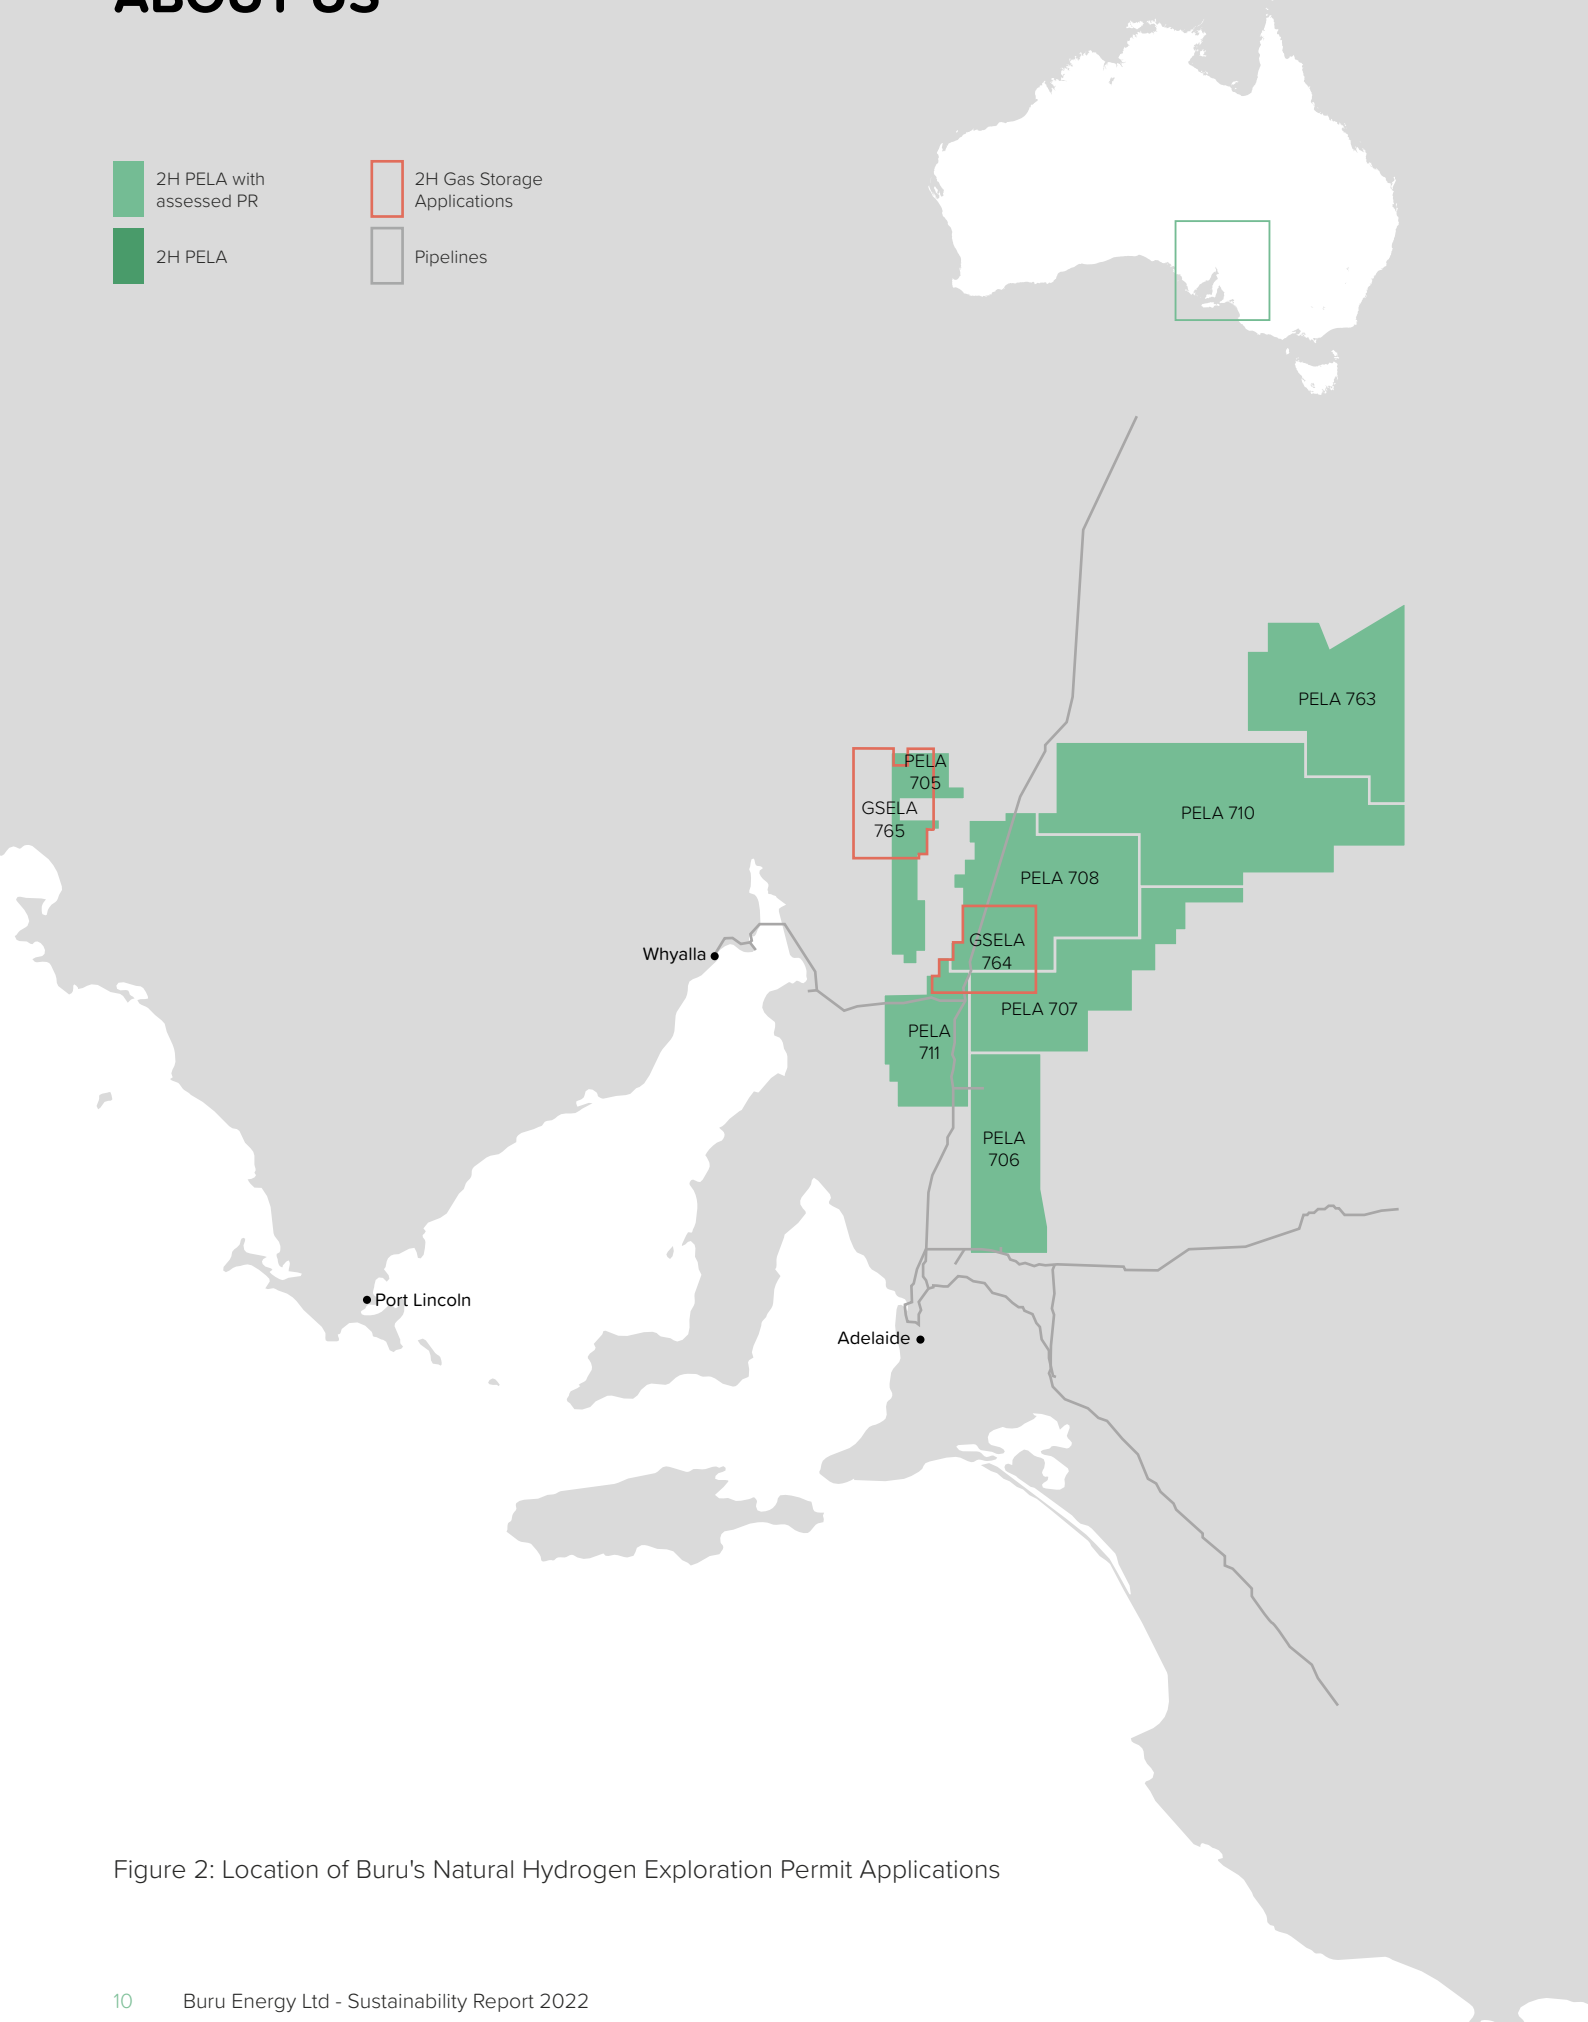 ABOUT US
2H PELA with
assessed PR
2H Gas Storage
Applications
2H PELA
Pipelines
PELA 763
PELA
705
GSELA
765
PELA 710
PELA 708
GSELA
764
Whyalla
PELA 707
PELA
711
PELA
706
Port Lincoln
Adelaide
Figure 2: Location of Buru's Natural Hydrogen Exploration Permit Applications
10 Buru Energy Ltd - Sustainability Report 2022